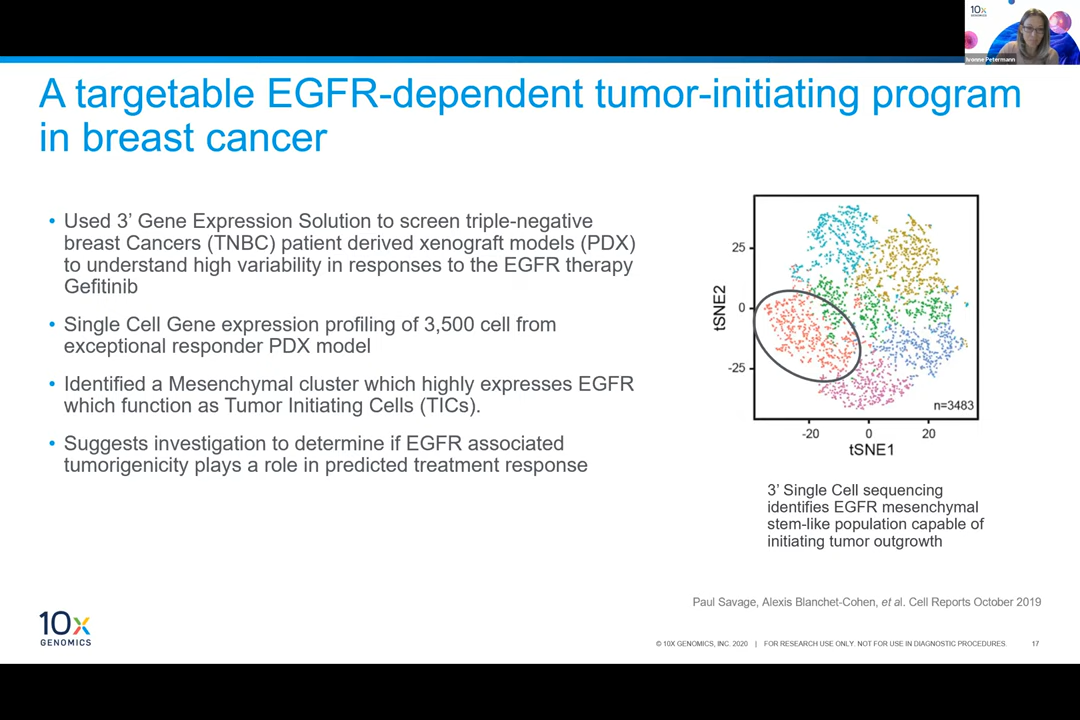 10x
GENOMICS
Ivonne Petermann
A targetable EGFR-dependent tumor-initiating program
in breast cancer
• Used 3’ Gene Expression Solution to screen triple-negative
breast Cancers (TNBC) patient derived xenograft models (PDX)
to understand high variability in responses to the EGFR therapy
Gefitinib
• Single Cell Gene expression profiling of 3,500 cell from
exceptional responder PDX model
• Identified a Mesenchymal cluster which highly expresses EGFR
which function as Tumor Initiating Cells (TICs).
• Suggests investigation to determine if EGFR associated
tumorigenicity plays a role in predicted treatment response
25
0
-25
tSNE2
n=3483
-20 0 20
tSNE1
3’ Single Cell sequencing
identifies EGFR mesenchymal
stem-like population capable of
initiating tumor outgrowth
Paul Savage, Alexis Blanchet-Cohen, et al. Cell Reports October 2019
10x
GENOMICS
© 10X GENOMICS, INC. 2020 | FOR RESEARCH USE ONLY. NOT FOR USE IN DIAGNOSTIC PROCEDURES. 17